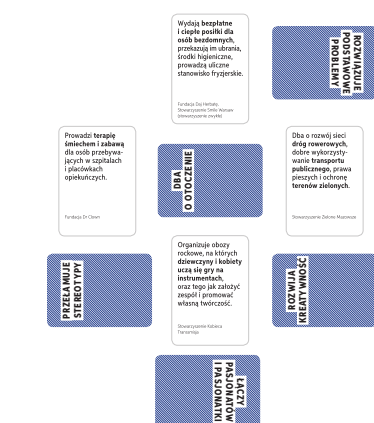 Wydają bezpłatne
i ciepłe posiłki dla
osób bezdomnych,
przekazują im ubrania,
środki higieniczne,
prowadzą uliczne
stanowisko fryzjerskie.
Fundacja Daj Herbatę,
Stowarzyszenie Smile Warsaw
(stowarzyszenie zwykłe)
ROZWIĄZUJE
PODSTAWOWE
PROBLEMY
Prowadzi terapię
śmiechem i zabawą
dla osób przebywa-
jących w szpitalach
i placówkach
opiekuńczych.
Fundacja Dr Clown
DBA
O OTOCZENIE
Dba o rozwój sieci
dróg rowerowych,
dobre wykorzysty-
wanie transportu
publicznego, prawa
pieszych i ochronę
terenów zielonych.
Stowarzyszenie Zielone Mazowsze
PRZEŁAMUJE
STEREOTYPY
Organizuje obozy
rockowe, na których
dziewczyny i kobiety
uczą się gry na
instrumentach,
oraz tego jak założyć
zespół i promować
własną twórczość.
Stowarzyszenie Kobieca
Transmisja
ROZWIJA
KREATYWNOŚĆ
ŁĄCZY
PASJONATÓW
I PASJONATKI